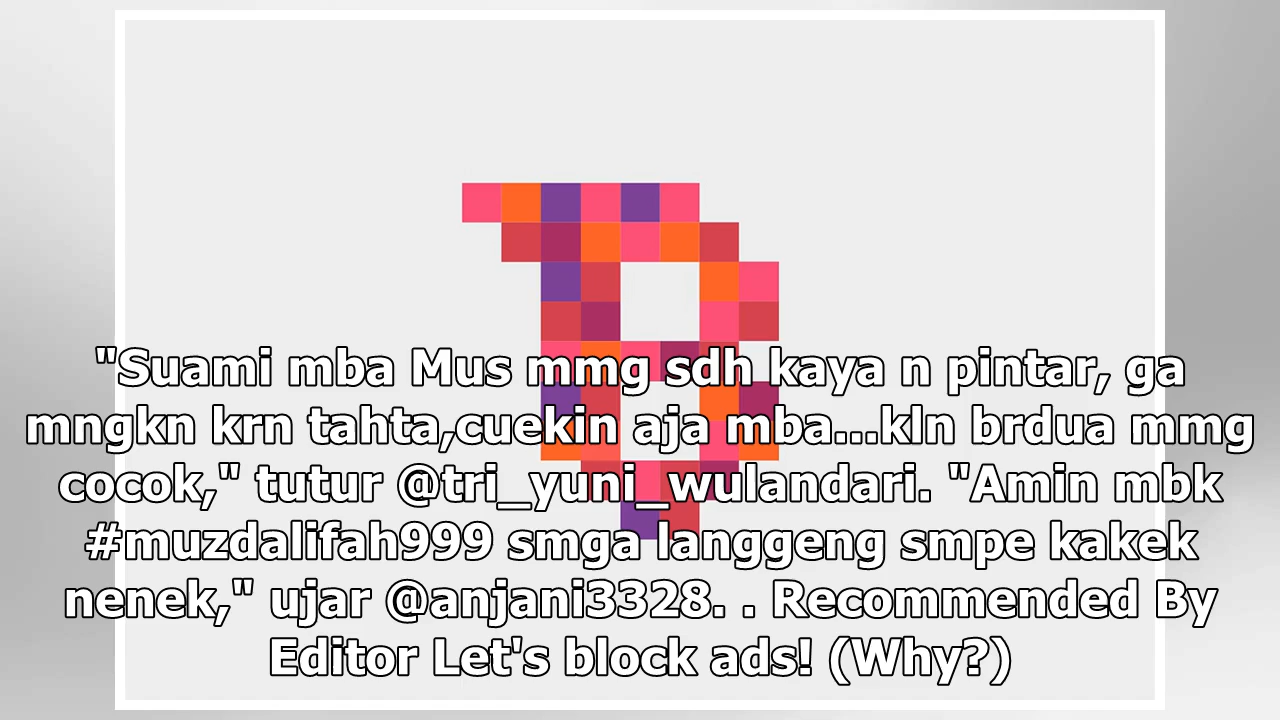 "Suami mba Mus mmg sdh kaya n pintar, ga
mngkn krn tahta,cuekin aja mba...kln brdua mmg
cocok," tutur @tri_yuni_wulandari. "Amin mbk
#muzdalifah999 smga langgeng smpe kakek
nenek," ujar @anjani3328. . Recommended By
Editor Let's block ads! (Why?)